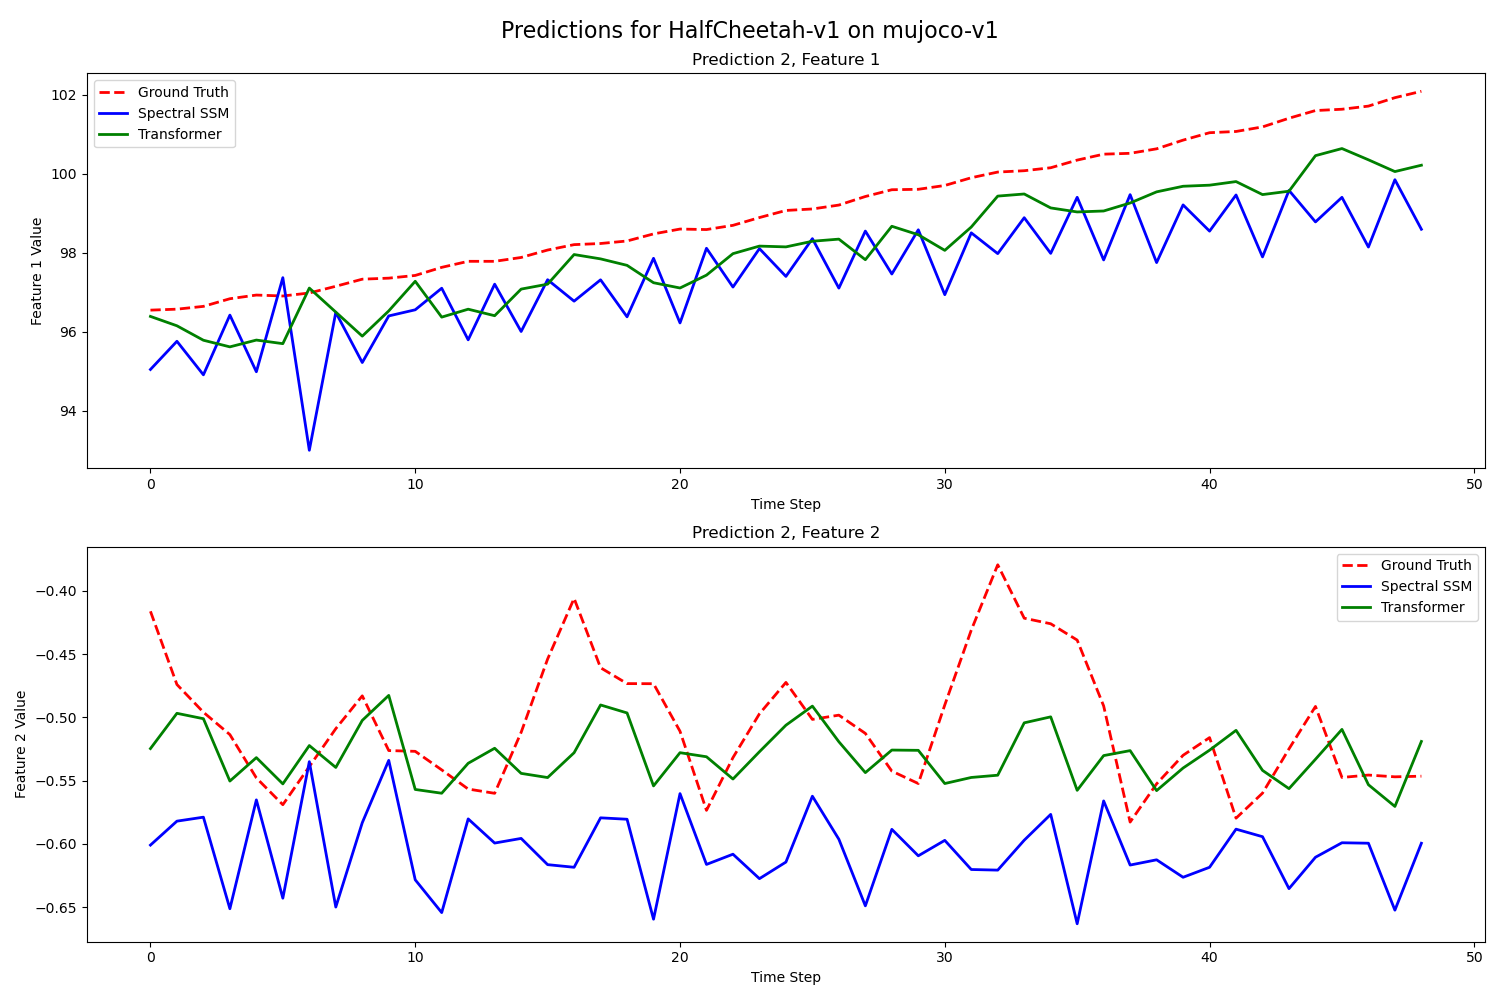 Predictions for HalfCheetah-v1 on mujoco-v1
Prediction 2, Feature 1
Ground Truth
Spectral SSM
Transformer
Feature 1 Value
102
100
98
96
94
0 10 20 30 40 50
Time Step
Prediction 2, Feature 2
Ground Truth
Spectral SSM
Transformer
Feature 2 Value
−0.40
−0.45
−0.50
−0.55
−0.60
−0.65
0 10 20 30 40 50
Time Step